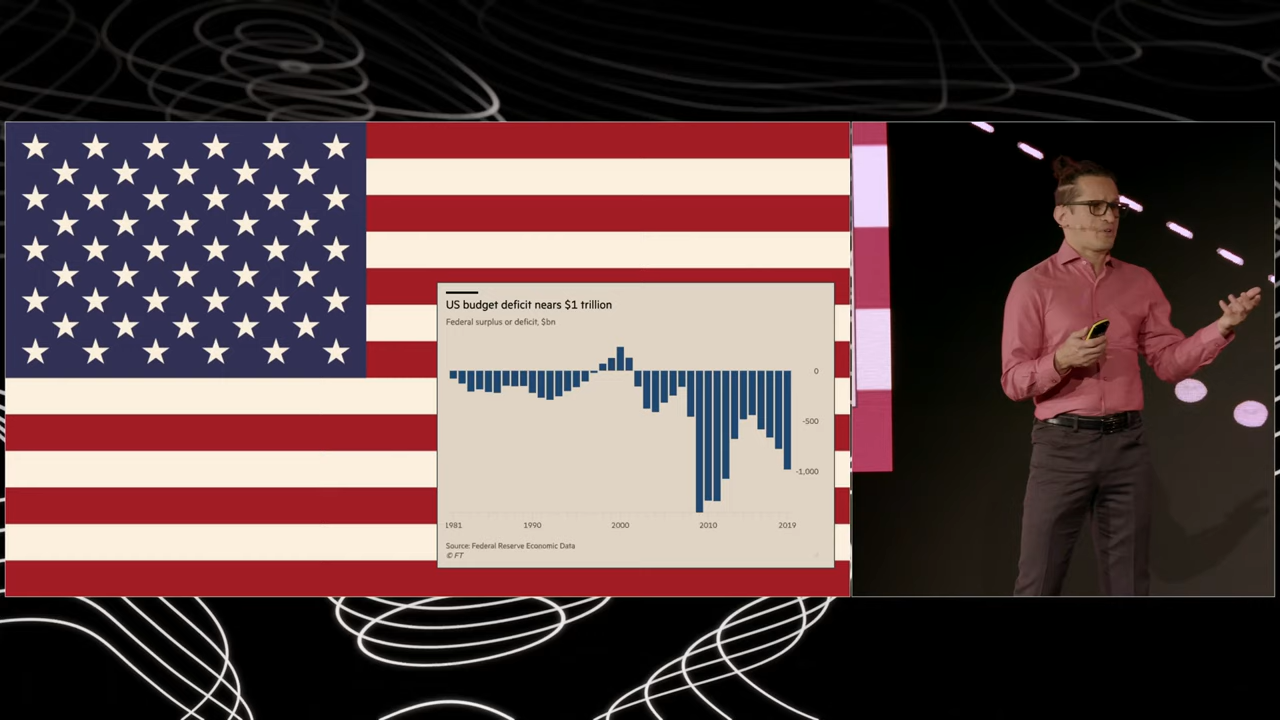 US budget deficit nears $1 trillion
Federal surplus or deficit, $bn
0
-500
-1,000
1981 1990 2000 2010 2019
Source: Federal Reserve Economic Data
© FT